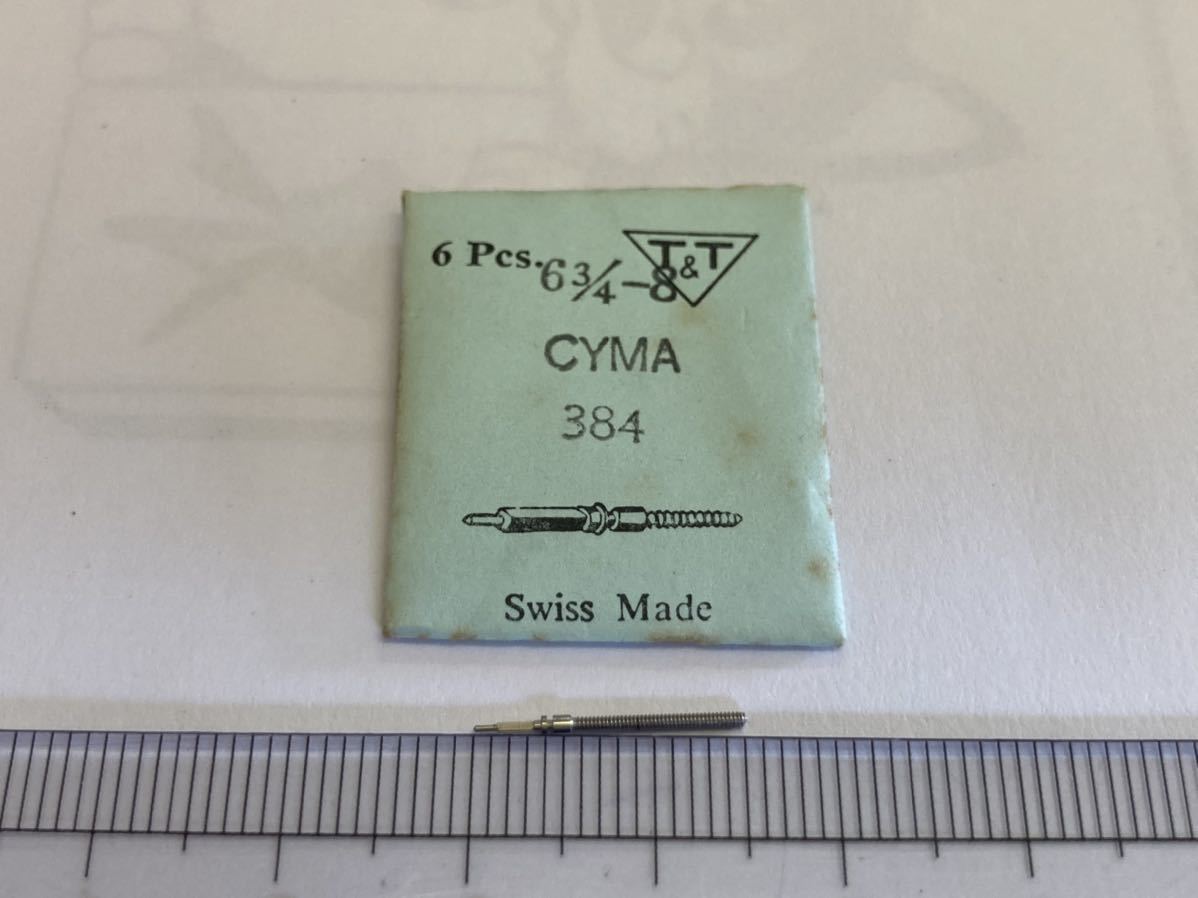 6 Pcs. T&T
6¾-8
CYMA
384
Swiss Made